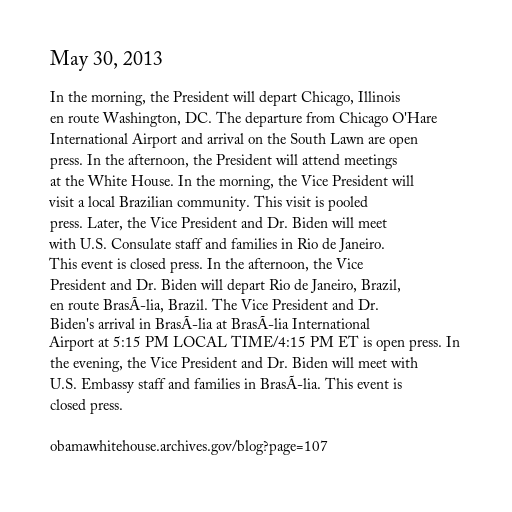 May 30, 2013
In the morning, the President will depart Chicago, Illinois
en route Washington, DC. The departure from Chicago O'Hare
International Airport and arrival on the South Lawn are open
press. In the afternoon, the President will attend meetings
at the White House. In the morning, the Vice President will
visit a local Brazilian community. This visit is pooled
press. Later, the Vice President and Dr. Biden will meet
with U.S. Consulate staff and families in Rio de Janeiro.
This event is closed press. In the afternoon, the Vice
President and Dr. Biden will depart Rio de Janeiro, Brazil,
en route BrasÃ-lia, Brazil. The Vice President and Dr.
Biden's arrival in BrasÃ-lia at BrasÃ-lia International
Airport at 5:15 PM LOCAL TIME/4:15 PM ET is open press. In
the evening, the Vice President and Dr. Biden will meet with
U.S. Embassy staff and families in BrasÃ-lia. This event is
closed press.
obamawhitehouse.archives.gov/blog?page=107